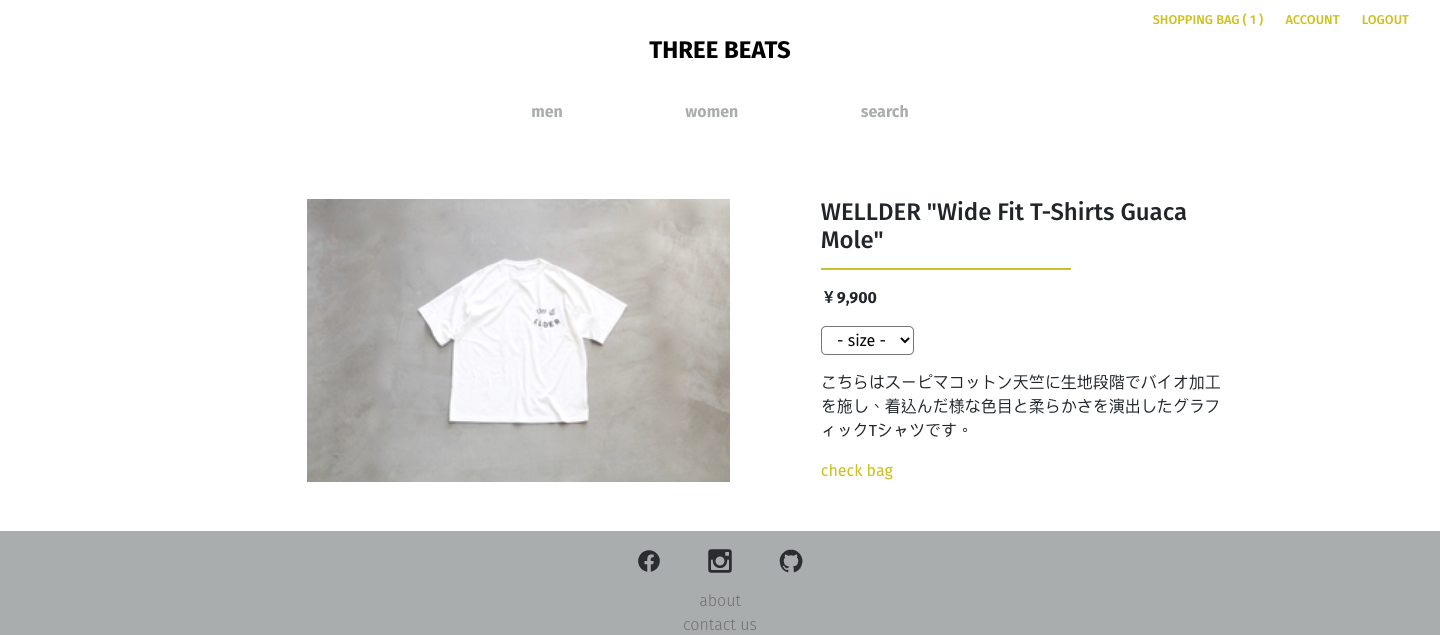 SHOPPING BAG ( 1 ) ACCOUNT LOGOUT
THREE BEATS
men women search
WELLDER "Wide Fit T-Shirts Guaca
Mole"
¥ 9,900
- size -
こちらはスーピマコットン天竺に生地段階でバイオ加工
を施し、着込んだ様な色目と柔らかさを演出したグラフ
ィックTシャツです。
check bag
about
contact us